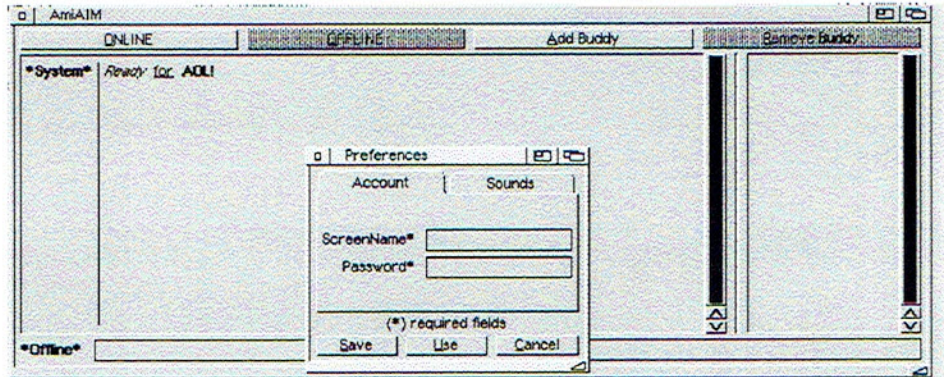 AmiAIM
ONLINE OFFLINE Add Buddy Remove Buddy
*System* Ready for AOL!
Preferences
Account Sounds
ScreenName*
Password*
(*) required fields
Save Use Cancel
*Offline*